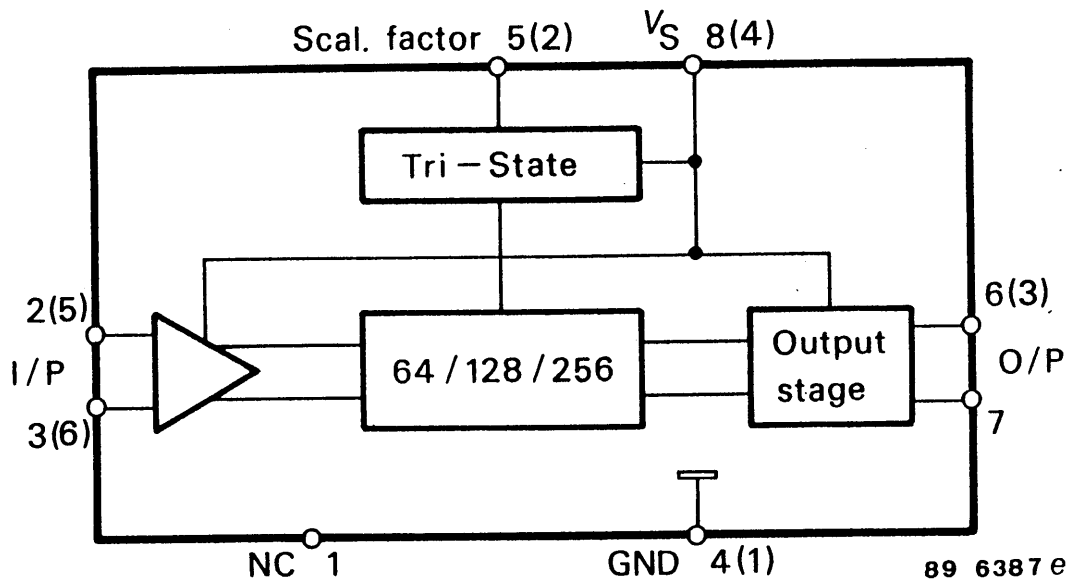 Scal. factor 5(2)
VS 8(4)
Tri – State
2(5)
I/P
3(6)
64 / 128 / 256
Output
stage
6(3)
O/P
7
NC 1
GND 4(1)
89 6387 e